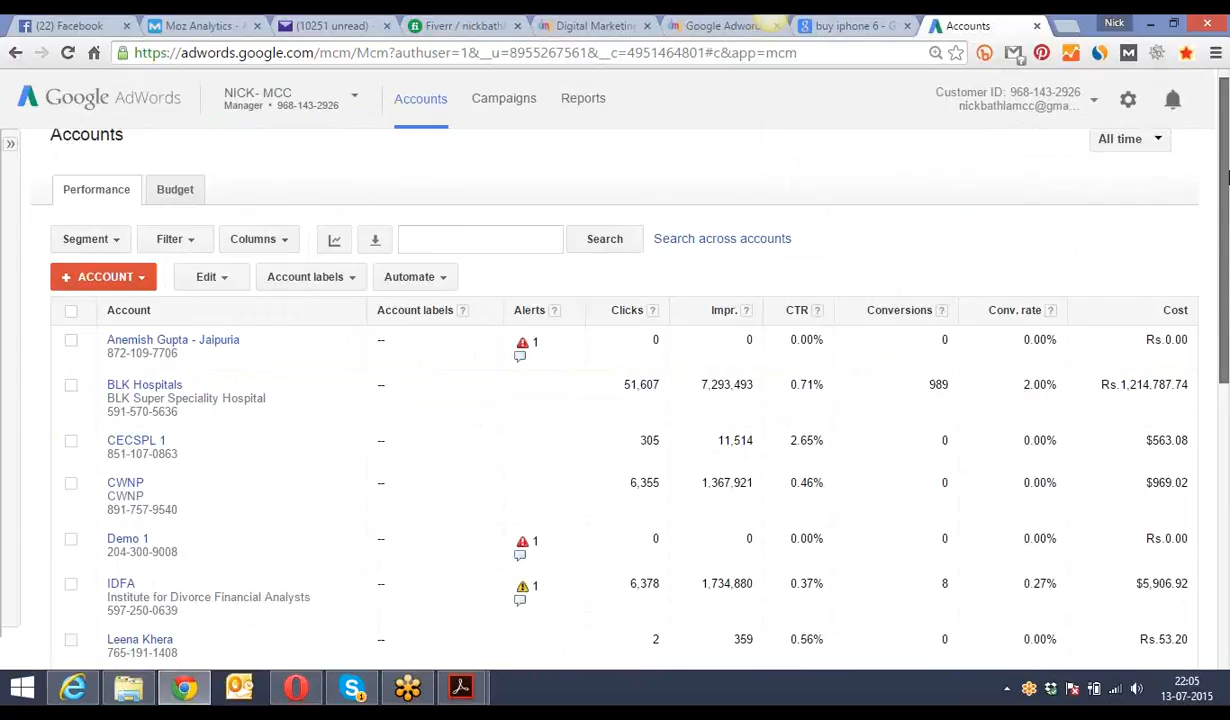 (22) Facebook
Moz Analytics - A
(10251 unread) -
Fiverr / nickbath
Digital Marketing
Google Adword
buy iphone 6 - G
Accounts
Nick
https://adwords.google.com/mcm/Mcm?authuser=1&__u=8955267561&__c=4951464801#c&app=mcm
Google AdWords
NICK- MCC
Manager • 968-143-2926
Accounts
Campaigns
Reports
Customer ID: 968-143-2926
nickbathlamcc@gma...
Accounts
All time
Performance
Budget
Segment
Filter
Columns
Search
Search across accounts
+ ACCOUNT
Edit
Account labels
Automate
Account Account labels ? Alerts ? Clicks ? Impr. ? CTR ? Conversions ? Conv. rate ? Cost
Anemish Gupta - Jaipuria -- 1 0 0 0.00% 0 0.00% Rs.0.00
872-109-7706
BLK Hospitals -- 51,607 7,293,493 0.71% 989 2.00% Rs.1,214,787.74
BLK Super Speciality Hospital
591-570-5636
CECSPL 1 -- 305 11,514 2.65% 0 0.00% $563.08
851-107-0863
CWNP -- 6,355 1,367,921 0.46% 0 0.00% $969.02
CWNP
891-757-9540
Demo 1 -- 1 0 0 0.00% 0 0.00% Rs.0.00
204-300-9008
IDFA -- 1 6,378 1,734,880 0.37% 8 0.27% $5,906.92
Institute for Divorce Financial Analysts
597-250-0639
Leena Khera -- 2 359 0.56% 0 0.00% Rs.53.20
765-191-1408
22:05
13-07-2015